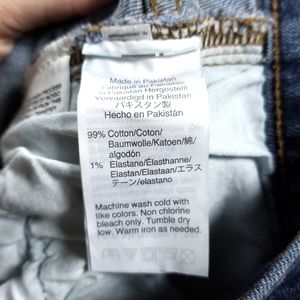 Made in Pakistan
In Pakistan Hergestellt
Vervaardigd in Pakistan
パキスタン製
Hecho en Pakistán
99% Cotton/Coton/
Baumwolle/Katoen/綿/
algodón
1% Elastane/Élasthanne/
Elastan/Elastaan/エラス
テーン/elastano
Machine wash cold with
like colors. Non chlorine
bleach only. Tumble dry
low. Warm iron as needed.